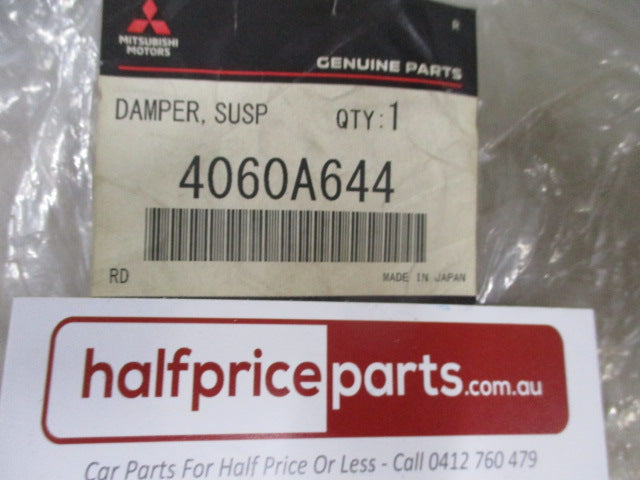 R
MITSUBISHI
MOTORS
GENUINE PARTS
DAMPER, SUSP QTY:1
4060A644
RD MADE IN JAPAN
halfpriceparts.com.au
Car Parts For Half Price Or Less - Call 0412 760 479